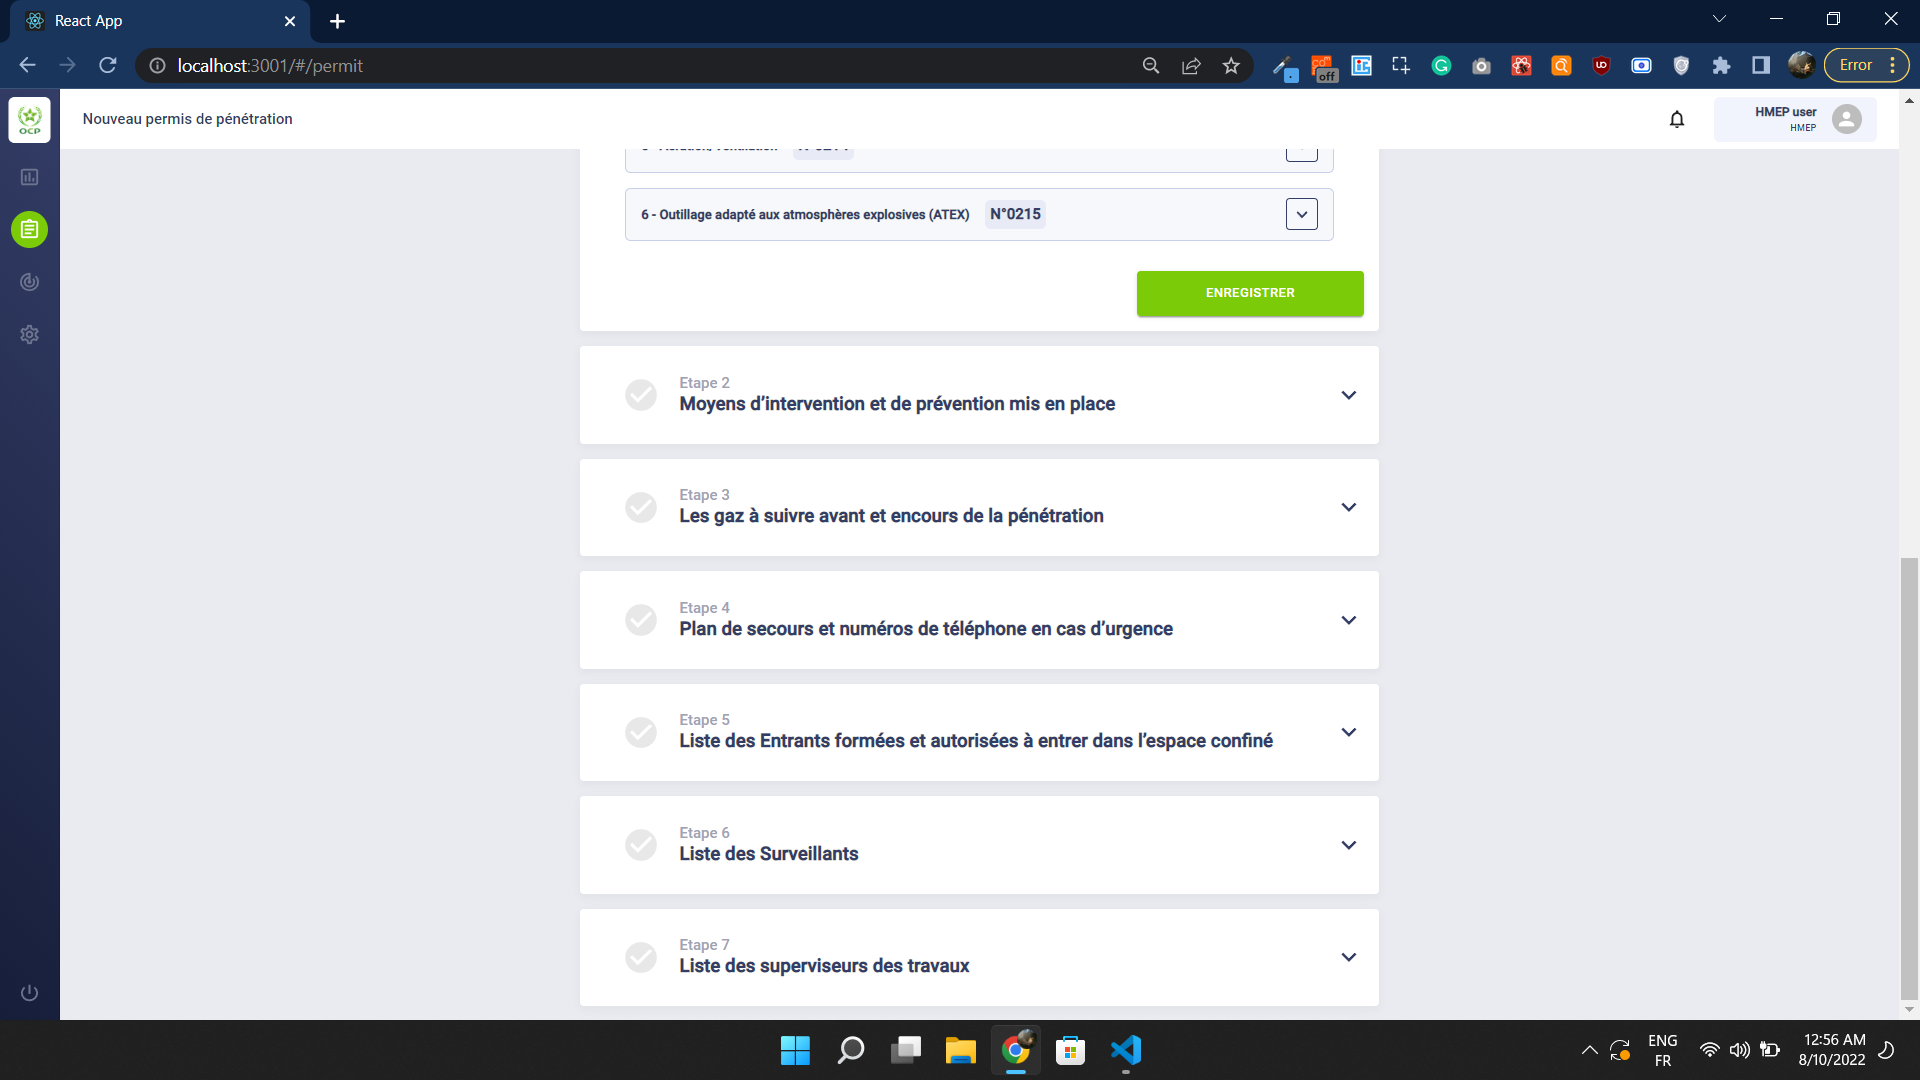 React App
localhost:3001/#/permit
off
Error
OCP
Nouveau permis de pénétration
HMEP user
HMEP
6 - Outillage adapté aux atmosphères explosives (ATEX) N°0215
ENREGISTRER
Etape 2
Moyens d’intervention et de prévention mis en place
Etape 3
Les gaz à suivre avant et encours de la pénétration
Etape 4
Plan de secours et numéros de téléphone en cas d’urgence
Etape 5
Liste des Entrants formées et autorisées à entrer dans l’espace confiné
Etape 6
Liste des Surveillants
Etape 7
Liste des superviseurs des travaux
ENG
FR
12:56 AM
8/10/2022